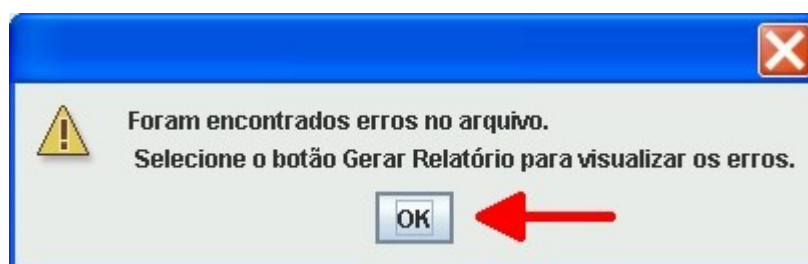 Foram encontrados erros no arquivo.
Selecione o botão Gerar Relatório para visualizar os erros.
OK